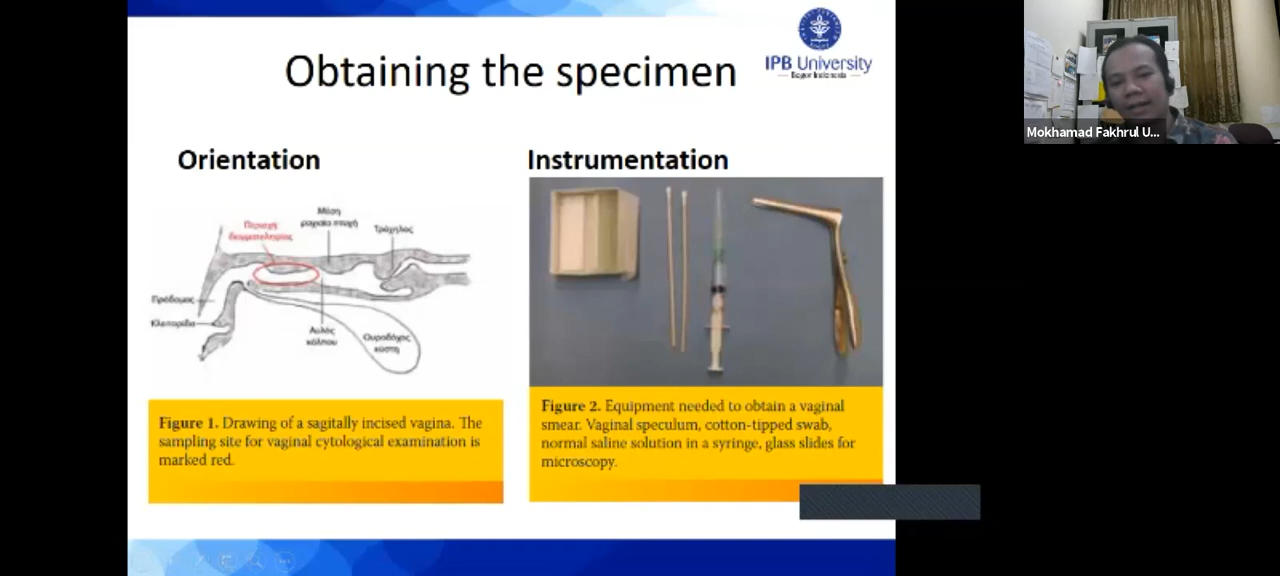 Obtaining the specimen
IPB University
Bogor Indonesia
Mokhamad Fakhrul U...
Orientation
Instrumentation
Μέση
ραχιαία πτυχή
Περιοχή
δειγματοληψίας
Τράχηλος
Πρόδομος
Κλειτορίδα
Αυλός
κόλπου
Ουροδόχος
κύστη
Figure 1. Drawing of a sagitally incised vagina. The
sampling site for vaginal cytological examination is
marked red.
Figure 2. Equipment needed to obtain a vaginal
smear. Vaginal speculum, cotton-tipped swab,
normal saline solution in a syringe, glass slides for
microscopy.